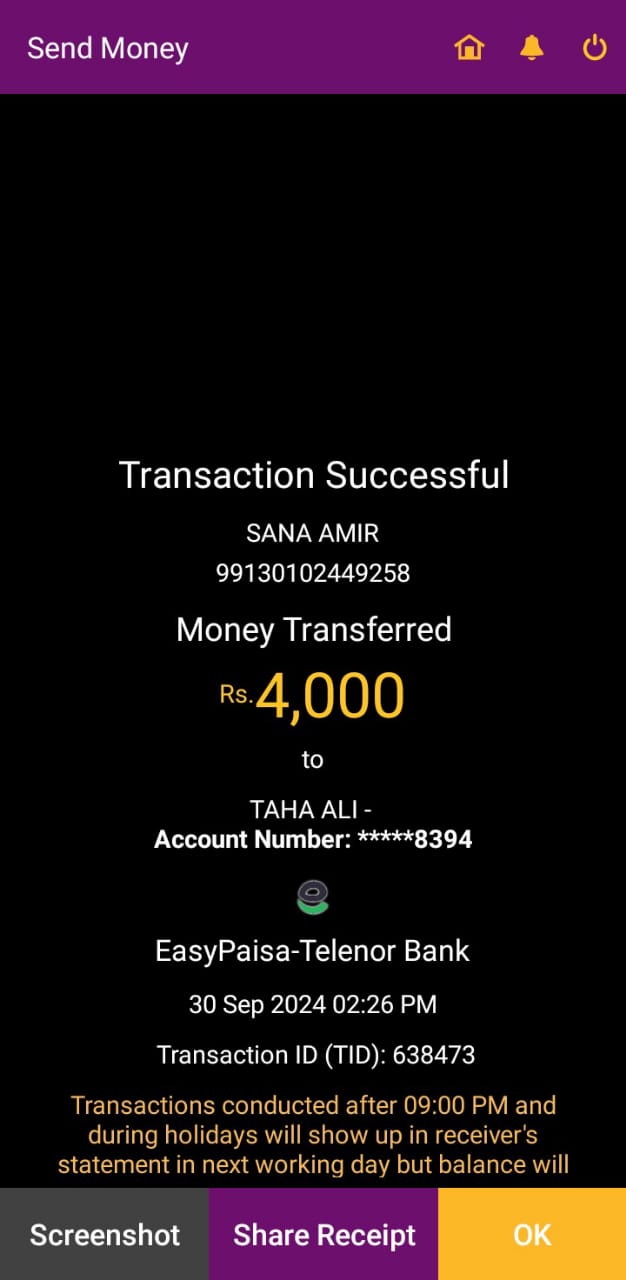 Send Money
Transaction Successful
SANA AMIR
99130102449258
Money Transferred
Rs.4,000
to
TAHA ALI -
Account Number: *****8394
EasyPaisa-Telenor Bank
30 Sep 2024 02:26 PM
Transaction ID (TID): 638473
Transactions conducted after 09:00 PM and
during holidays will show up in receiver's
statement in next working day but balance will
Screenshot
Share Receipt
OK